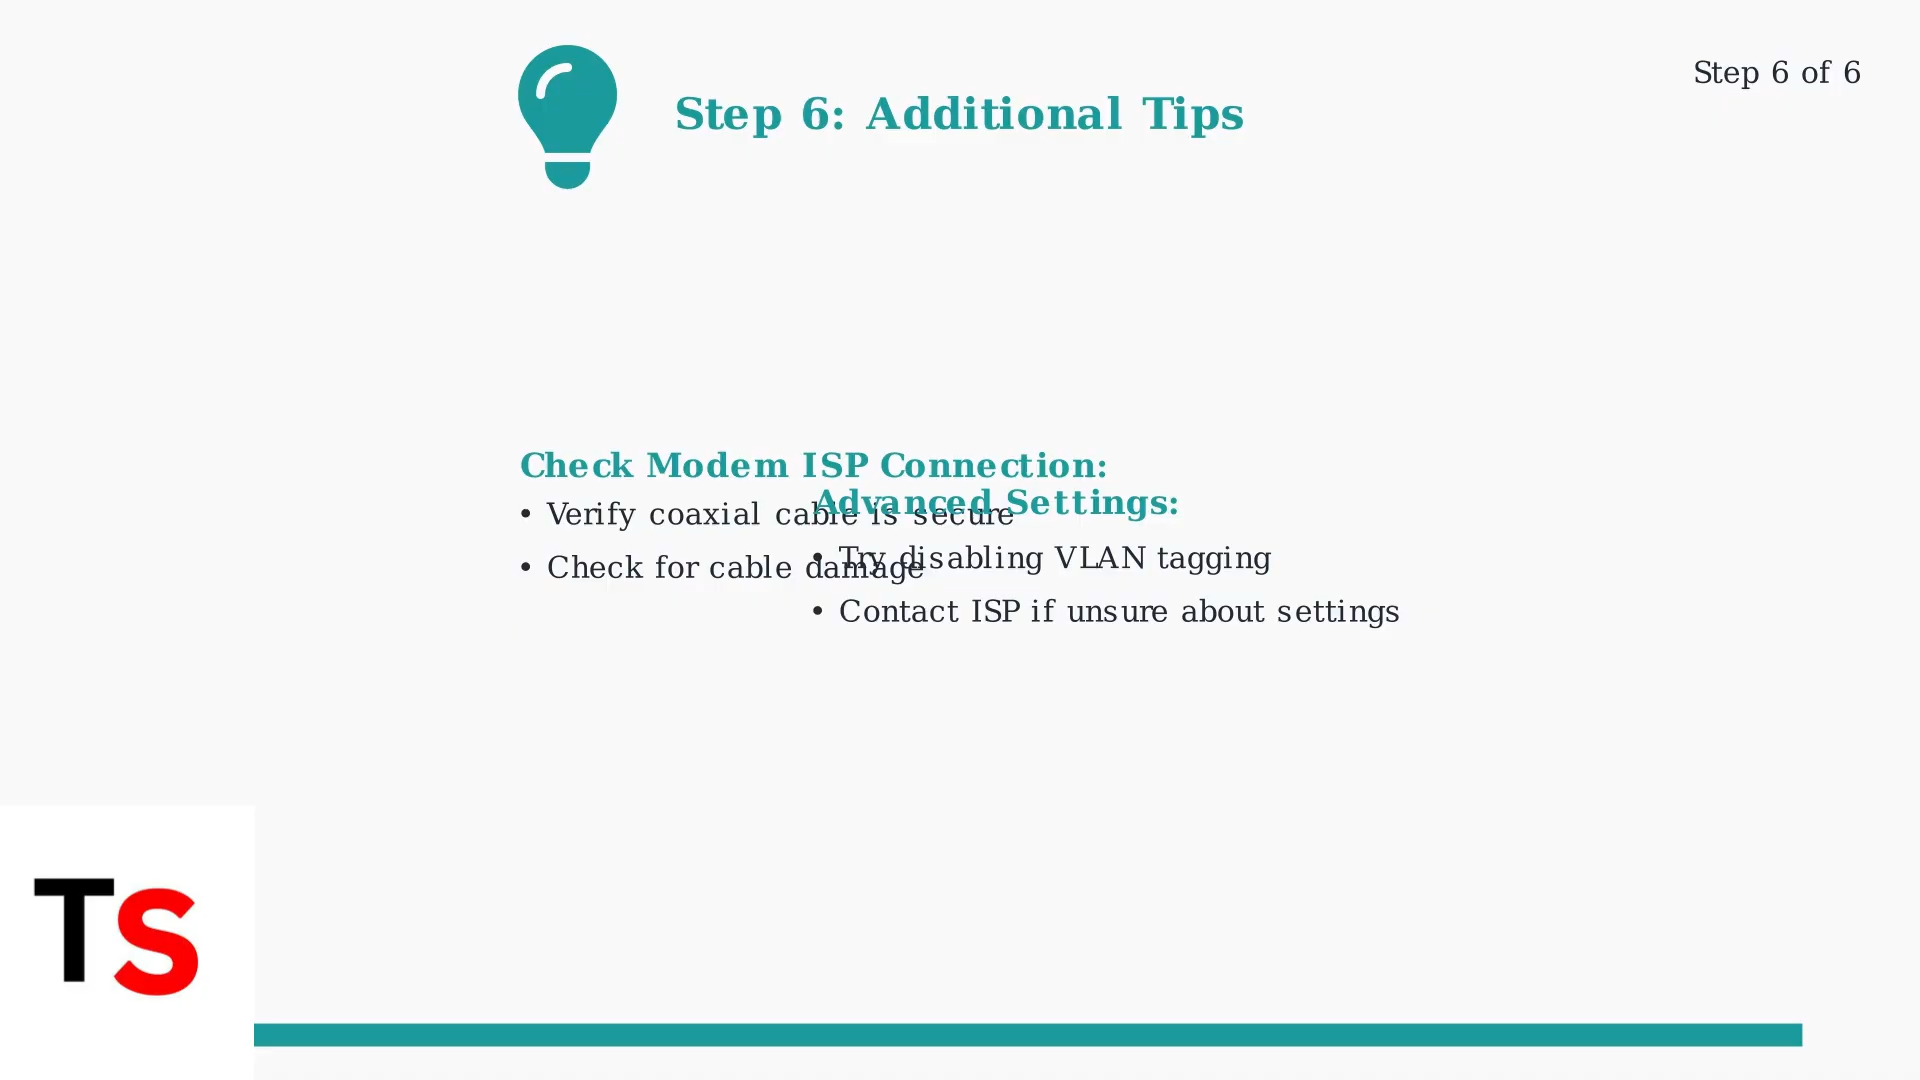 Step 6 of 6
Step 6: Additional Tips
Check Modem ISP Connection:
• Verify coaxial cable is secure
• Check for cable damage
Advanced Settings:
• Try disabling VLAN tagging
• Contact ISP if unsure about settings
TS